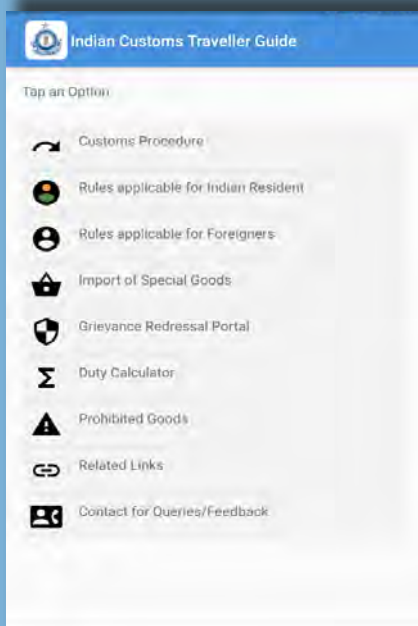 Indian Customs Traveller Guide
Tap an Option
Customs Procedure
Rules applicable for Indian Resident
Rules applicable for Foreigners
Import of Special Goods
Grievance Redressal Portal
Duty Calculator
Prohibited Goods
Related Links
Contact for Queries/Feedback